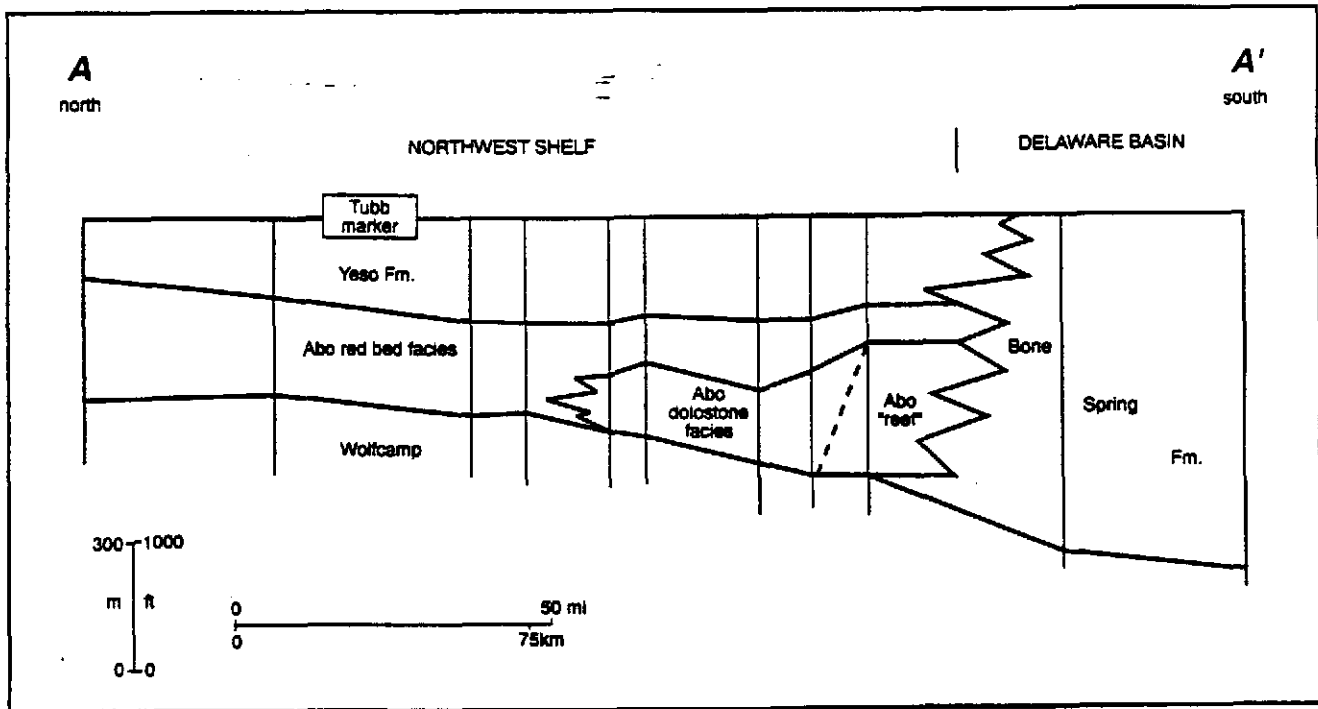 A
north
A'
south
NORTHWEST SHELF
DELAWARE BASIN
Tubb
marker
Yeso Fm.
Abo red bed facies
Wolfcamp
Abo
dolostone
facies
Abo
"reef"
Bone
Spring
Fm.
300 1000
m ft
0 0
0 50 mi
0 75km